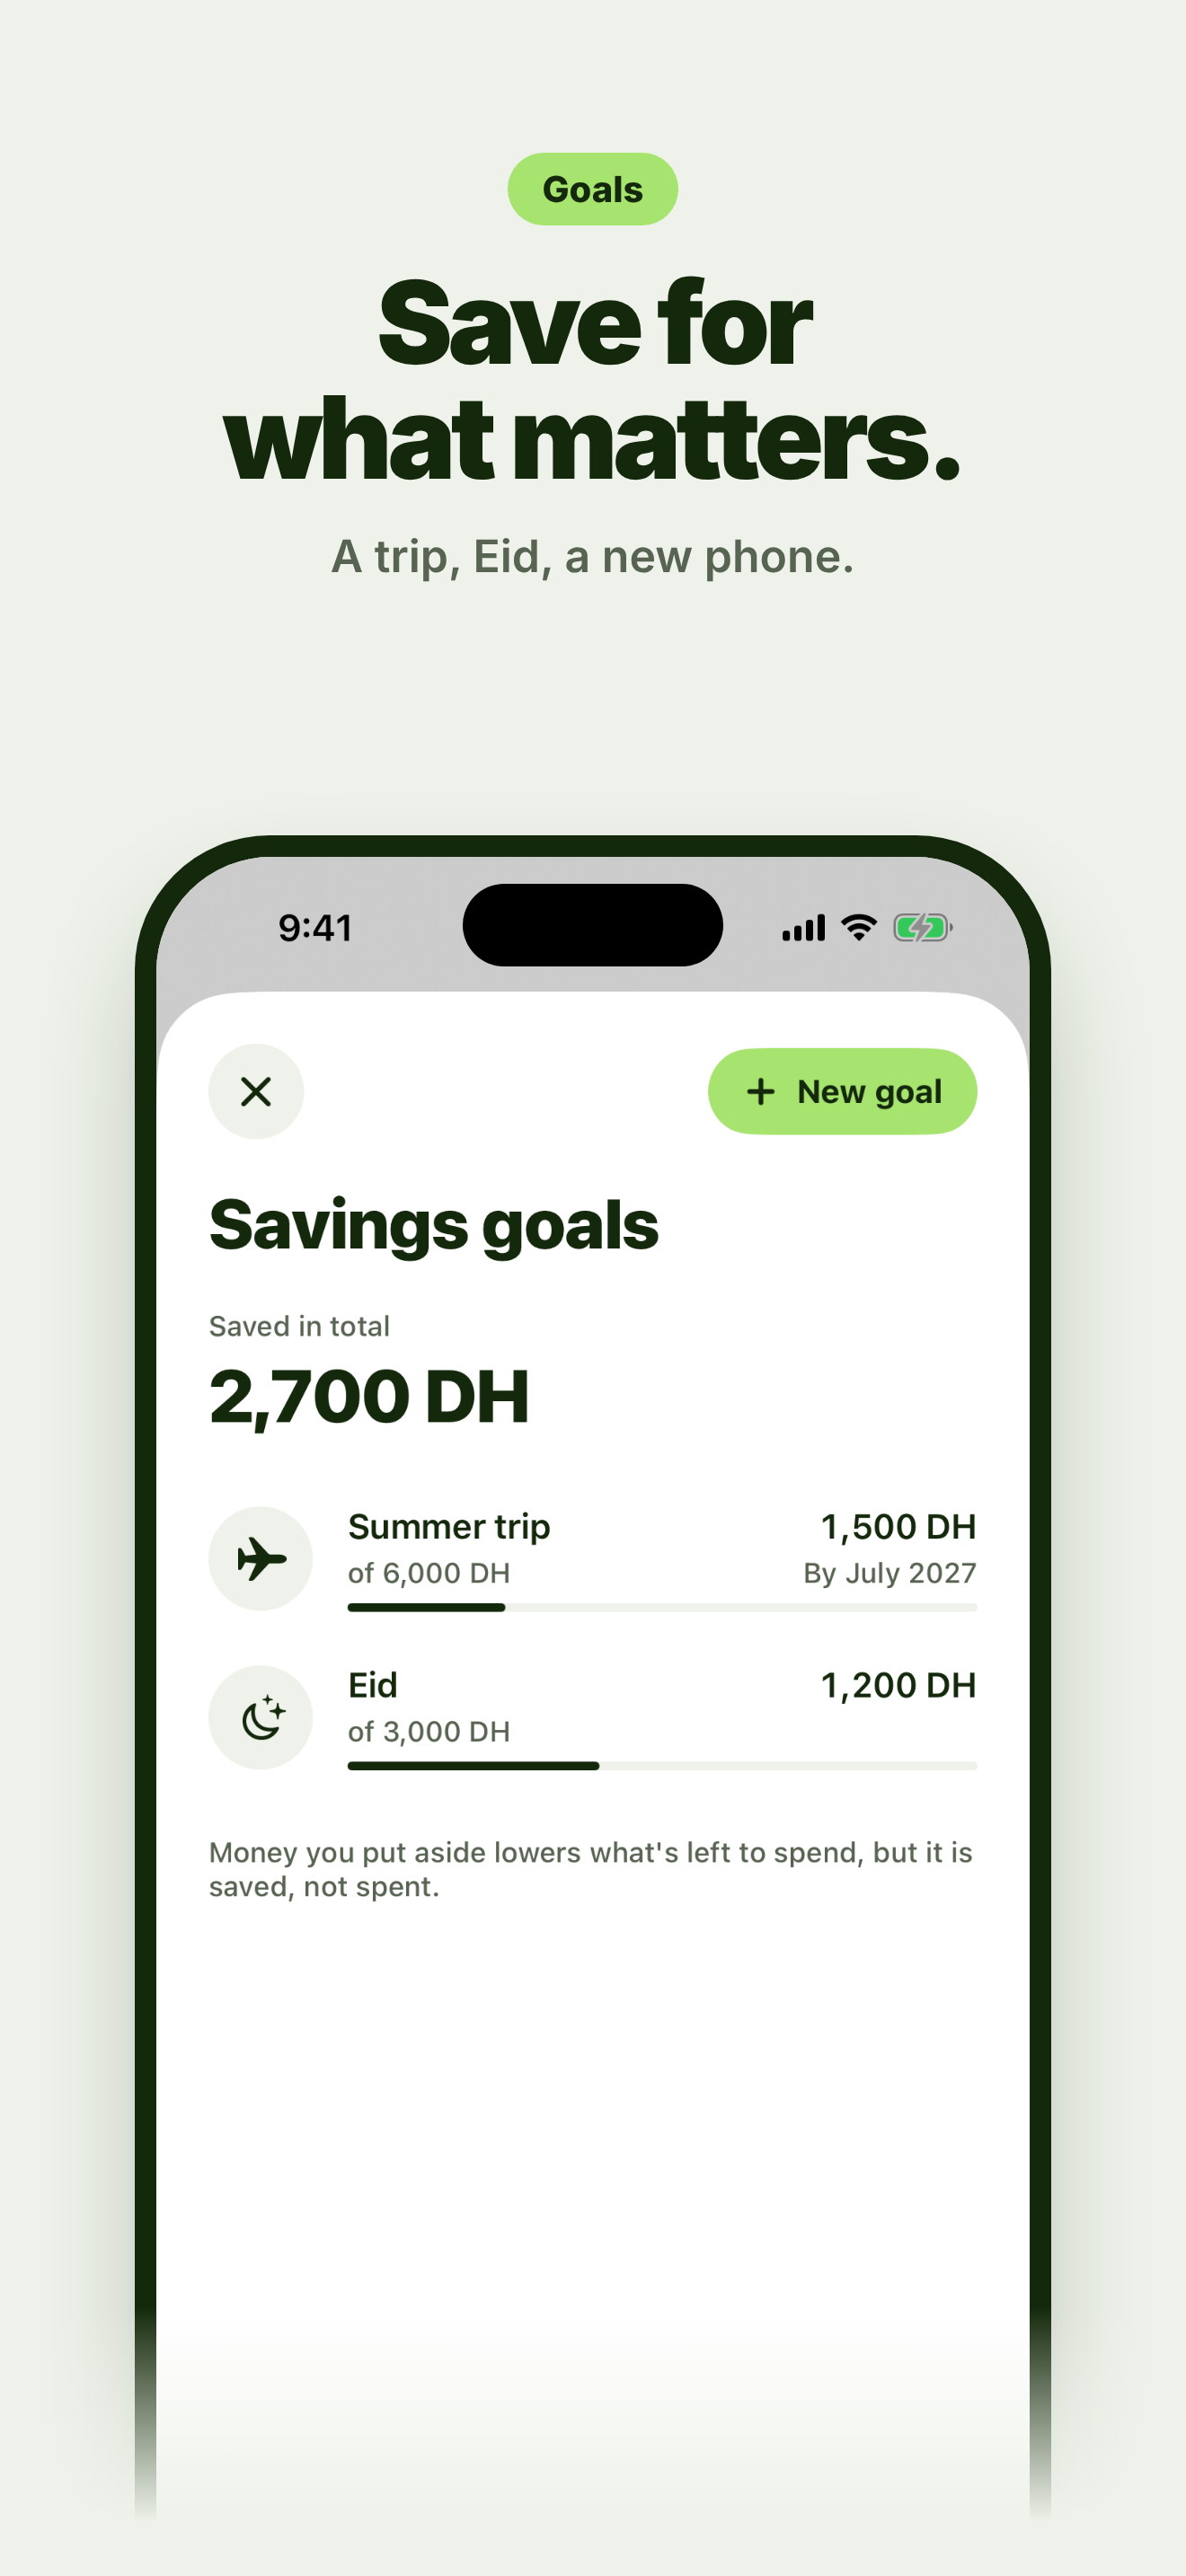 Goals
Save for
what matters.
A trip, Eid, a new phone.
9:41
New goal
Savings goals
Saved in total
2,700 DH
Summer trip
1,500 DH
of 6,000 DH
By July 2027
Eid
1,200 DH
of 3,000 DH
Money you put aside lowers what's left to spend, but it is
saved, not spent.